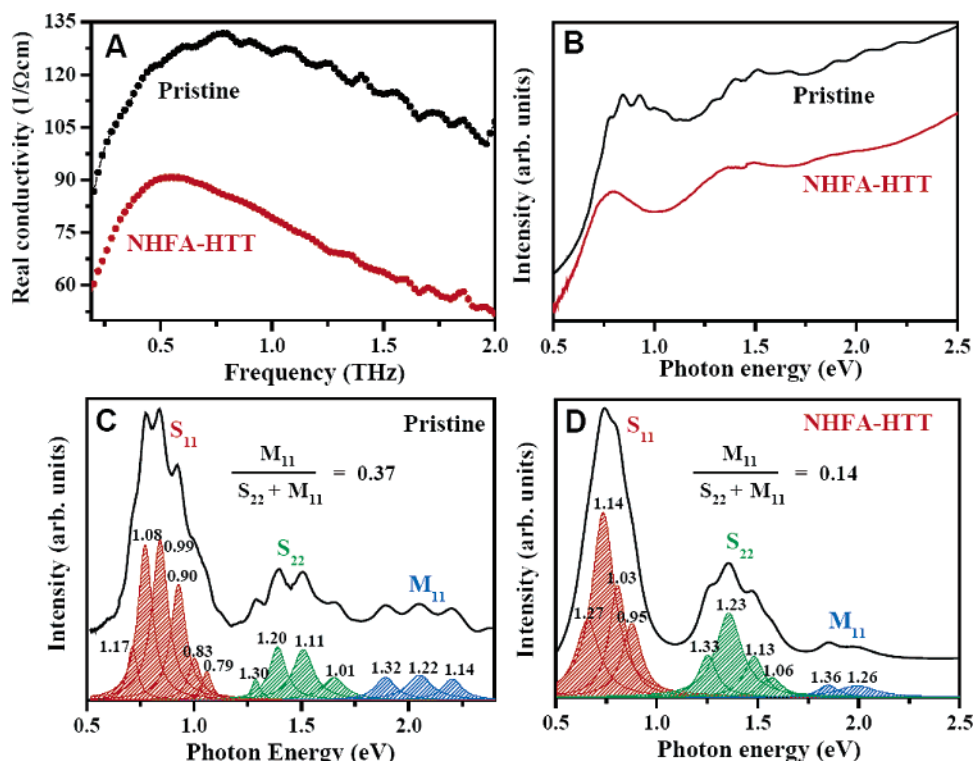 A
Pristine
NHFA-HTT
Real conductivity (1/Ωcm)
135
120
105
90
75
60
0.5
1.0
1.5
2.0
Frequency (THz)
B
Pristine
NHFA-HTT
Intensity (arb. units)
0.5
1.0
1.5
2.0
2.5
Photon energy (eV)
C
Pristine
S11
M11
S22 + M11
= 0.37
S22
M11
1.17
1.08
0.99
0.90
0.83
0.79
1.30
1.20
1.11
1.01
1.32
1.22
1.14
Intensity (arb. units)
0.5
1.0
1.5
2.0
Photon Energy (eV)
D
NHFA-HTT
S11
M11
S22 + M11
= 0.14
S22
M11
1.27
1.14
1.03
0.95
1.33
1.23
1.13
1.06
1.36
1.26
Intensity (arb. units)
0.5
1.0
1.5
2.0
2.5
Photon energy (eV)